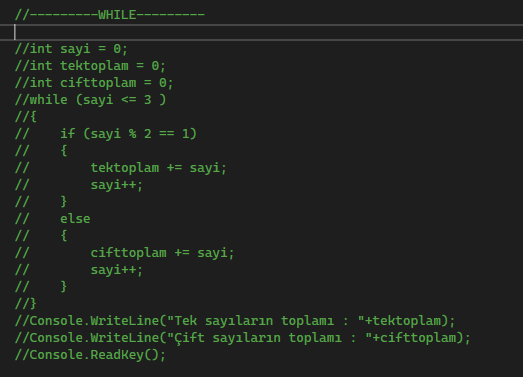 //---------WHILE---------
//int sayi = 0;
//int tektoplam = 0;
//int cifttoplam = 0;
//while (sayi <= 3 )
//{
//    if (sayi % 2 == 1)
//    {
//        tektoplam += sayi;
//        sayi++;
//    }
//    else
//    {
//        cifttoplam += sayi;
//        sayi++;
//    }
//}
//Console.WriteLine("Tek sayıların toplamı : "+tektoplam);
//Console.WriteLine("Çift sayıların toplamı : "+cifttoplam);
//Console.ReadKey();